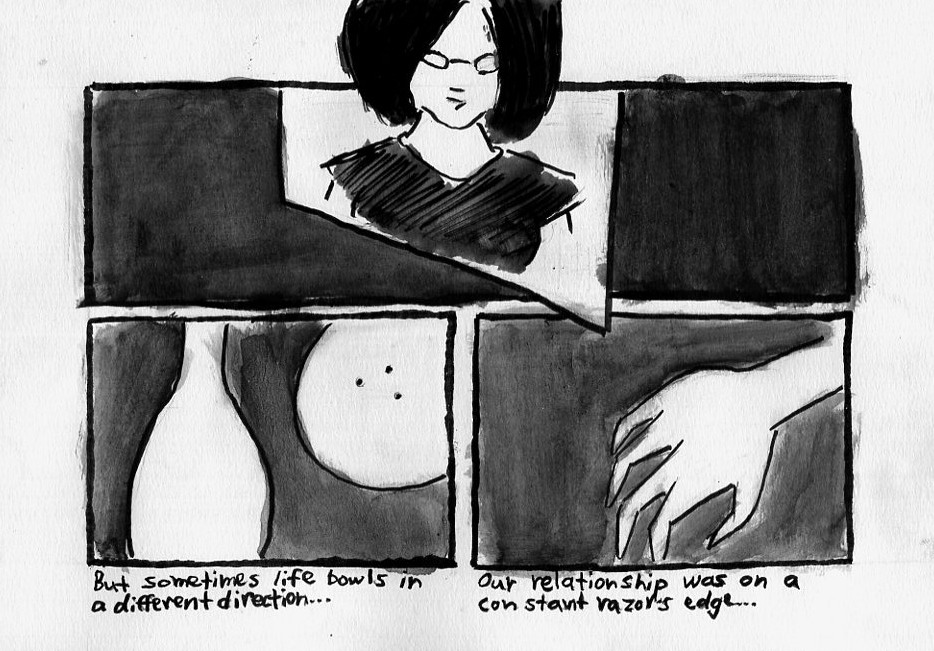 But sometimes life bowls in
a different direction...
Our relationship was on a
constant razor's edge...